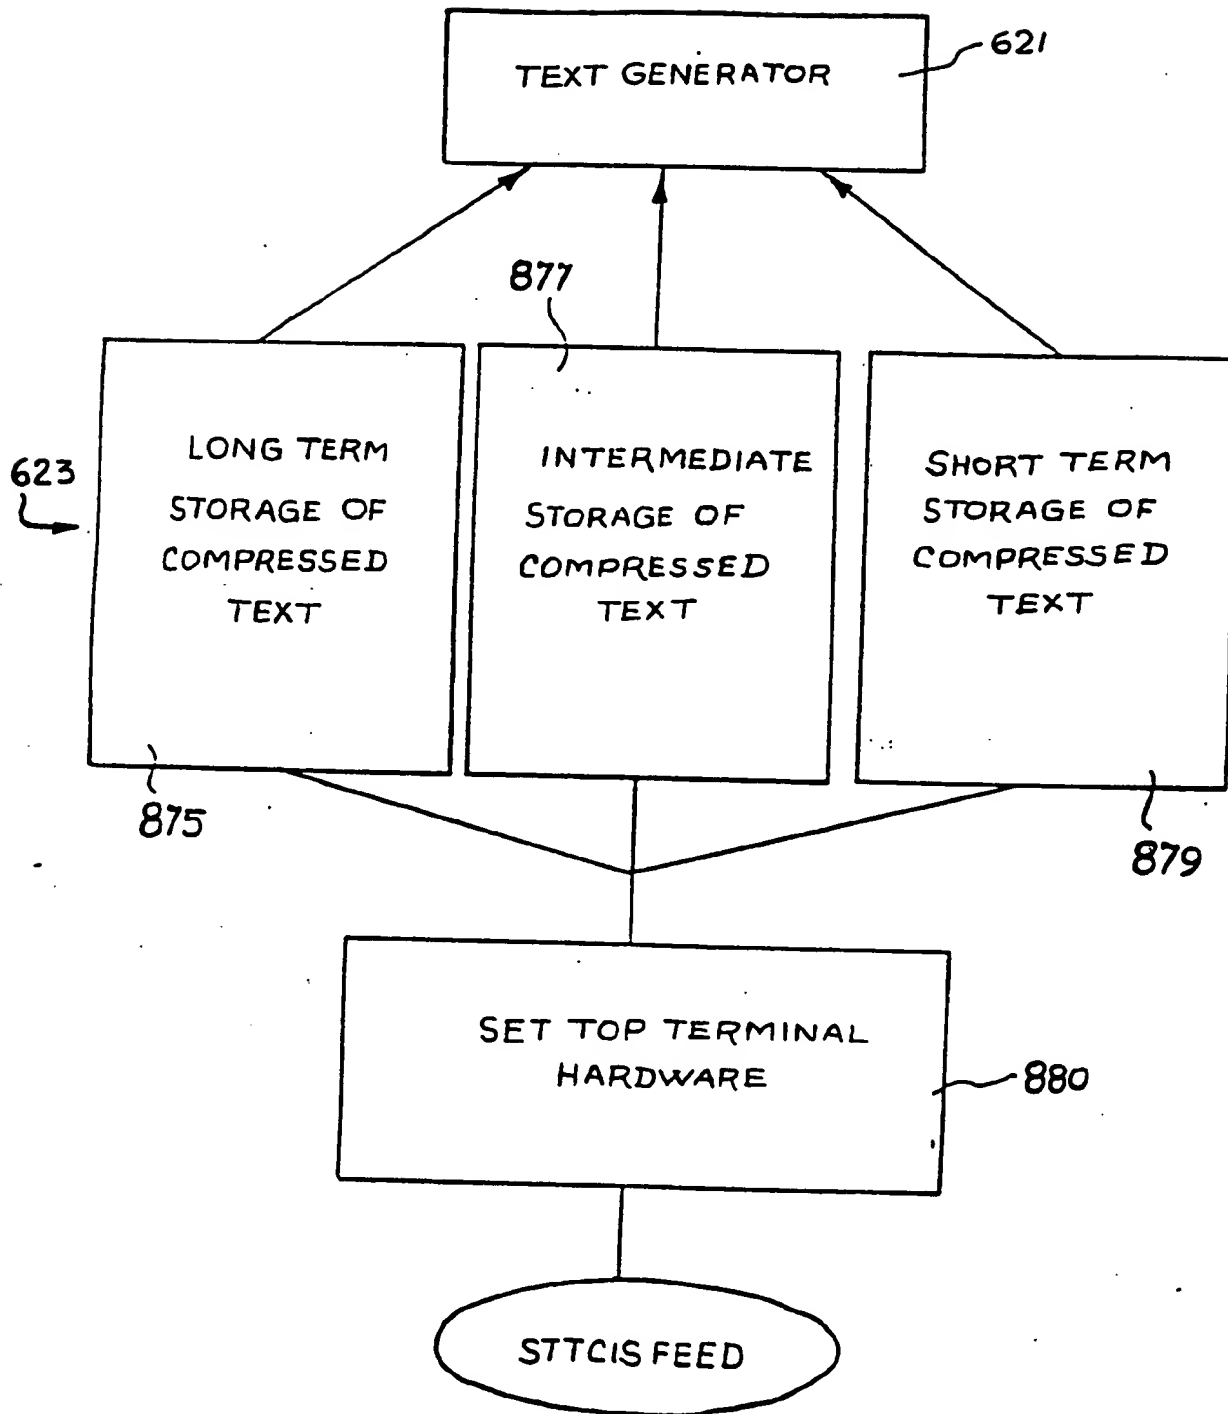 TEXT GENERATOR
621
877
623
LONG TERM
STORAGE OF
COMPRESSED
TEXT
INTERMEDIATE
STORAGE OF
COMPRESSED
TEXT
SHORT TERM
STORAGE OF
COMPRESSED
TEXT
875
879
SET TOP TERMINAL
HARDWARE
880
STTCIS FEED